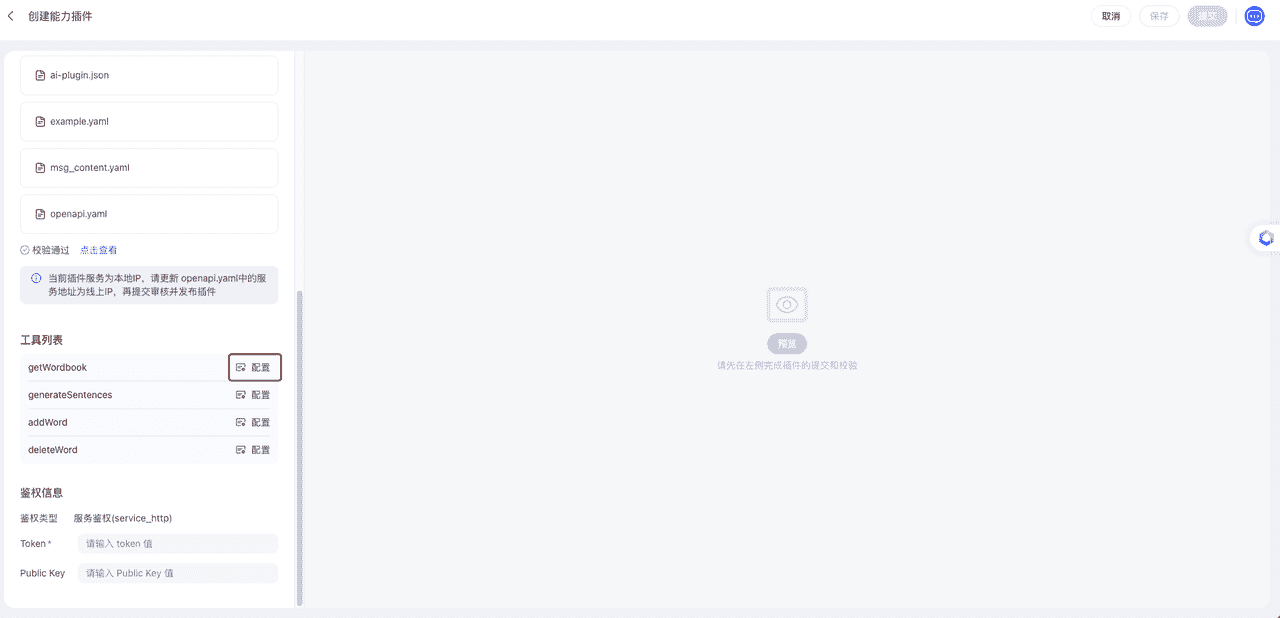 创建能力插件
取消
保存
提交
ai-plugin.json
example.yaml
msg_content.yaml
openapi.yaml
校验通过 点击查看
当前插件服务为本地IP，请更新 openapi.yaml中的服
务地址为线上IP，再提交审核并发布插件
工具列表
getWordbook 配置
generateSentences 配置
addWord 配置
deleteWord 配置
鉴权信息
鉴权类型 服务鉴权(service_http)
Token* 请输入 token 值
Public Key 请输入 Public Key 值
预览
请先在左侧完成插件的提交和校验